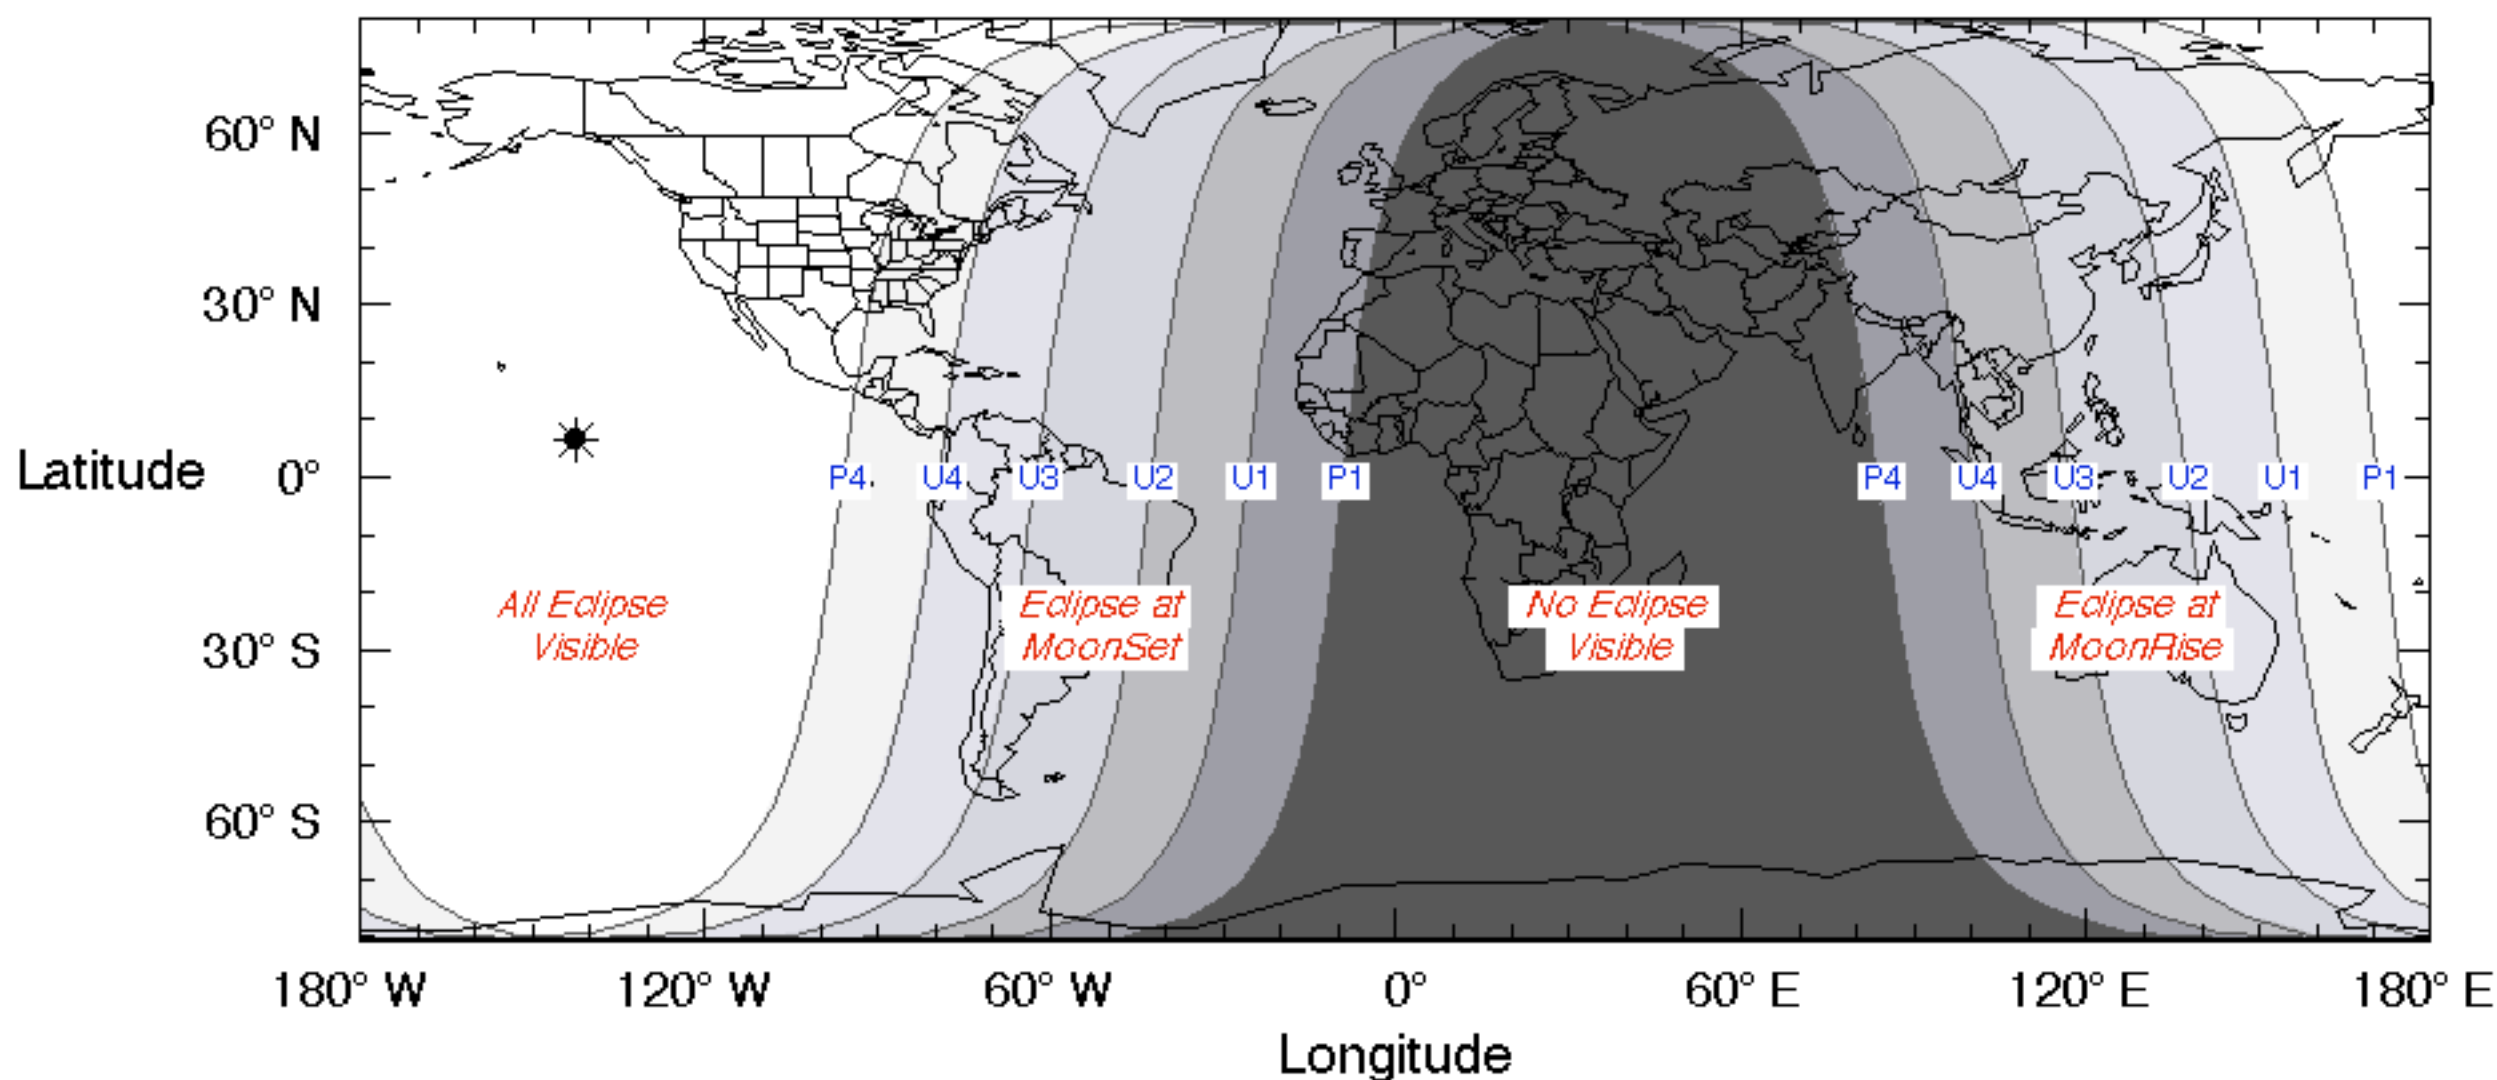 60° N
30° N
Latitude 0°
30° S
60° S
P4 U4 U3 U2 U1 P1 P4 U4 U3 U2 U1 P1
All Eclipse
Visible
Eclipse at
MoonSet
No Eclipse
Visible
Eclipse at
MoonRise
180° W 120° W 60° W 0° 60° E 120° E 180° E
Longitude